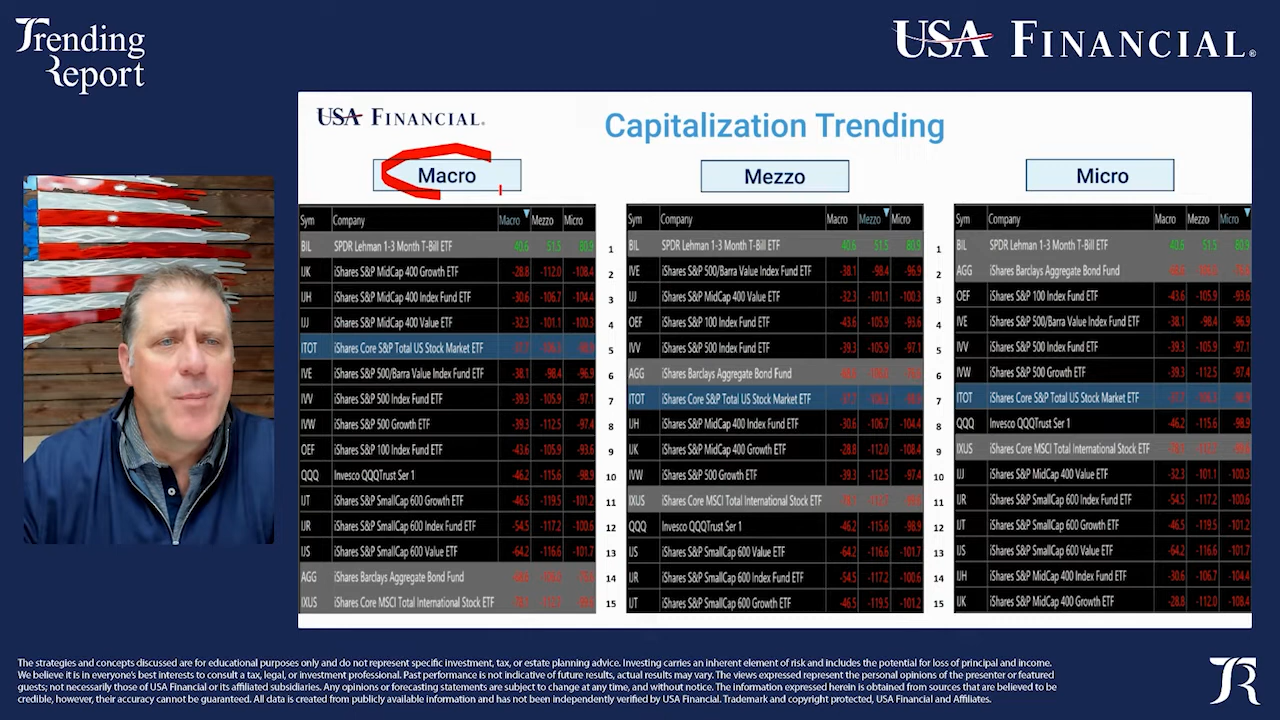 Trending
Report
USA FINANCIAL®
USA FINANCIAL®
Capitalization Trending
Macro
Mezzo
Micro
Sym Company Macro Mezzo Micro
BIL SPDR Lehman 1-3 Month T-Bill ETF 40.6 51.5 80.9
IJK iShares S&P MidCap 400 Growth ETF -28.8 -112.0 -108.4
IJH iShares S&P MidCap 400 Index Fund ETF -30.6 -106.7 -104.4
IJJ iShares S&P MidCap 400 Value ETF -32.3 -101.1 -100.3
ITOT iShares Core S&P Total US Stock Market ETF
IVE iShares S&P 500/Barra Value Index Fund ETF -38.1 -98.4 -96.9
IVV iShares S&P 500 Index Fund ETF -39.3 -105.9 -97.1
IVW iShares S&P 500 Growth ETF -39.3 -112.5 -97.4
OEF iShares S&P 100 Index Fund ETF -43.6 -105.9 -93.6
QQQ Invesco QQQTrust Ser 1 -46.2 -115.6 -98.9
IJT iShares S&P SmallCap 600 Growth ETF -46.5 -119.5 -101.2
IJR iShares S&P SmallCap 600 Index Fund ETF -54.5 -117.2 -100.6
IJS iShares S&P SmallCap 600 Value ETF -64.2 -116.6 -101.7
AGG iShares Barclays Aggregate Bond Fund
IXUS iShares Core MSCI Total International Stock ETF
1
2
3
4
5
6
7
8
9
10
11
12
13
14
15
Sym Company Macro Mezzo Micro
BIL SPDR Lehman 1-3 Month T-Bill ETF 40.6 51.5 80.9
IVE iShares S&P 500/Barra Value Index Fund ETF -38.1 -98.4 -96.9
IJJ iShares S&P MidCap 400 Value ETF -32.3 -101.1 -100.3
OEF iShares S&P 100 Index Fund ETF -43.6 -105.9 -93.6
IVV iShares S&P 500 Index Fund ETF -39.3 -105.9 -97.1
AGG iShares Barclays Aggregate Bond Fund
ITOT iShares Core S&P Total US Stock Market ETF
IJH iShares S&P MidCap 400 Index Fund ETF -30.6 -106.7 -104.4
IJK iShares S&P MidCap 400 Growth ETF -28.8 -112.0 -108.4
IVW iShares S&P 500 Growth ETF -39.3 -112.5 -97.4
IXUS iShares Core MSCI Total International Stock ETF
QQQ Invesco QQQTrust Ser 1 -46.2 -115.6 -98.9
IJS iShares S&P SmallCap 600 Value ETF -64.2 -116.6 -101.7
IJR iShares S&P SmallCap 600 Index Fund ETF -54.5 -117.2 -100.6
IJT iShares S&P SmallCap 600 Growth ETF -46.5 -119.5 -101.2
1
2
3
4
5
6
7
8
9
10
11
12
13
14
15
Sym Company Macro Mezzo Micro
BIL SPDR Lehman 1-3 Month T-Bill ETF 40.6 51.5 80.9
AGG iShares Barclays Aggregate Bond Fund
OEF iShares S&P 100 Index Fund ETF -43.6 -105.9 -93.6
IVE iShares S&P 500/Barra Value Index Fund ETF -38.1 -98.4 -96.9
IVV iShares S&P 500 Index Fund ETF -39.3 -105.9 -97.1
IVW iShares S&P 500 Growth ETF -39.3 -112.5 -97.4
ITOT iShares Core S&P Total US Stock Market ETF
QQQ Invesco QQQTrust Ser 1 -46.2 -115.6 -98.9
IXUS iShares Core MSCI Total International Stock ETF
IJJ iShares S&P MidCap 400 Value ETF -32.3 -101.1 -100.3
IJR iShares S&P SmallCap 600 Index Fund ETF -54.5 -117.2 -100.6
IJT iShares S&P SmallCap 600 Growth ETF -46.5 -119.5 -101.2
IJS iShares S&P SmallCap 600 Value ETF -64.2 -116.6 -101.7
IJH iShares S&P MidCap 400 Index Fund ETF -30.6 -106.7 -104.4
IJK iShares S&P MidCap 400 Growth ETF -28.8 -112.0 -108.4
The strategies and concepts discussed are for educational purposes only and do not represent specific investment, tax, or estate planning advice. Investing carries an inherent element of risk and includes the potential for loss of principal and income.
We believe it is in everyone's best interests to consult a tax, legal, or investment professional. Past performance is not indicative of future results, actual results may vary. The views expressed represent the personal opinions of the presenter or featured
guests; not necessarily those of USA Financial or its affiliated subsidiaries. Any opinions or forecasting statements are subject to change at any time, and without notice. The information expressed herein is obtained from sources that are believed to be
credible, however, their accuracy cannot be guaranteed. All data is created from publicly available information and has not been independently verified by USA Financial. Trademark and copyright protected, USA Financial and Affiliates.
TR